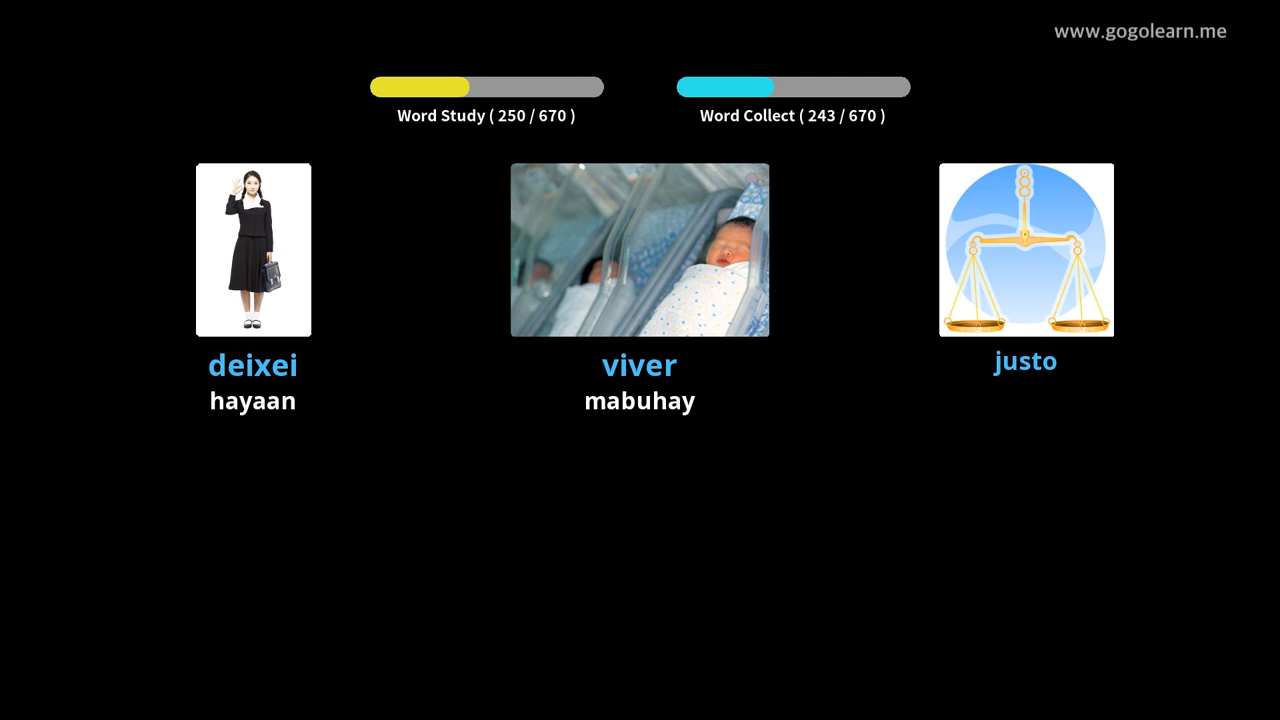 www.gogolearn.me
Word Study ( 250 / 670 )
Word Collect ( 243 / 670 )
deixei
hayaan
viver
mabuhay
justo